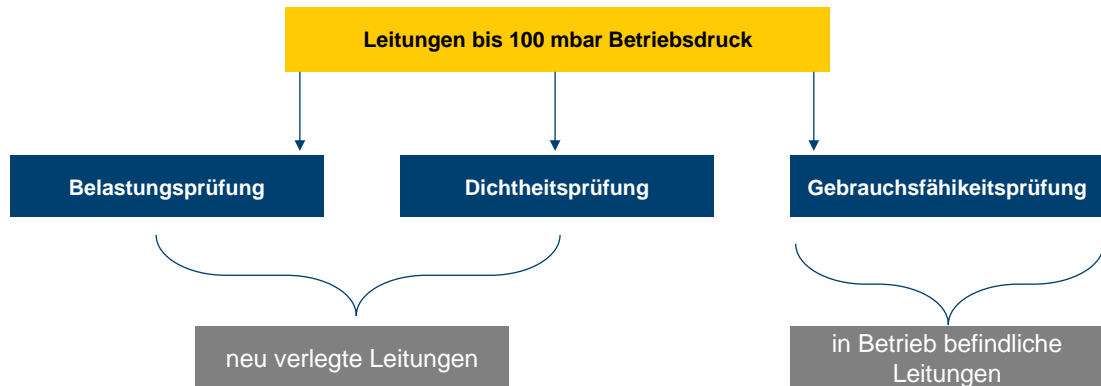 Leitungen bis 100 mbar Betriebsdruck
Belastungsprüfung
Dichtheitsprüfung
Gebrauchsfähikeitsprüfung
neu verlegte Leitungen
in Betrieb befindliche
Leitungen